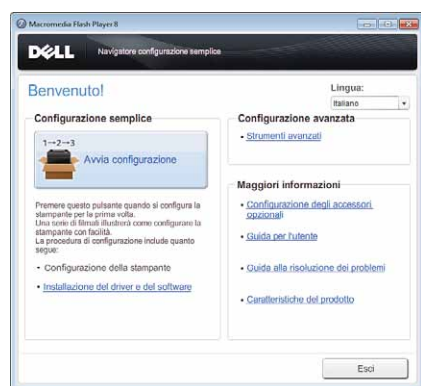 Macromedia Flash Player 8
DELL
Navigatore configurazione semplice
Benvenuto!
Lingua:
Italiano
Configurazione semplice
1→2→3
Avvia configurazione
Premere questo pulsante quando si configura la
stampante per la prima volta.
Una serie di filmati illustrerà come configurare la
stampante con facilità.
La procedura di configurazione include quanto
segue:
• Configurazione della stampante
• Installazione del driver e del software
Configurazione avanzata
• Strumenti avanzati
Maggiori informazioni
• Configurazione degli accessori
opzionali
• Guida per l'utente
• Guida alla risoluzione dei problemi
• Caratteristiche del prodotto
Esci